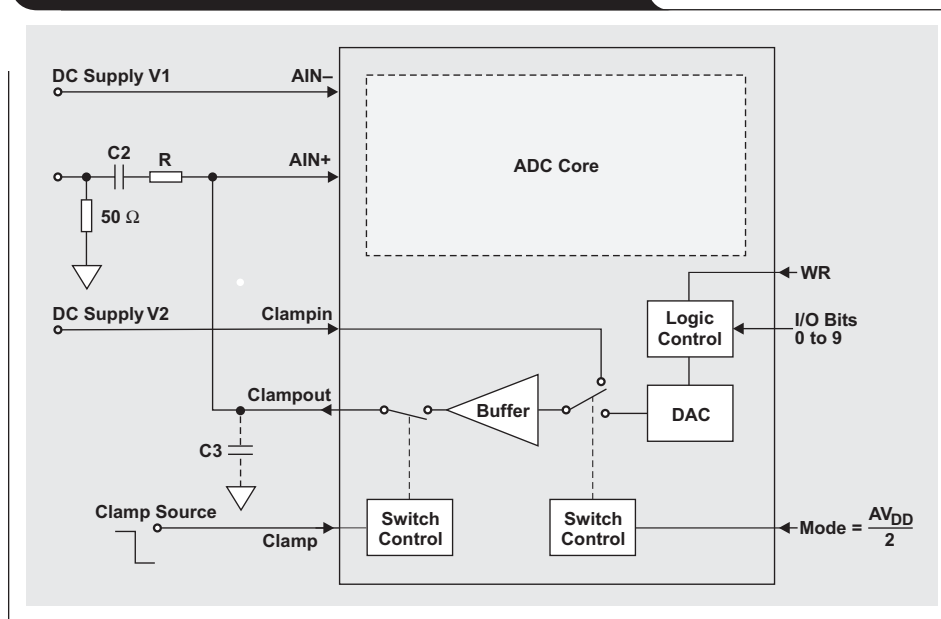 DC Supply V1
AIN–
C2
R
AIN+
ADC Core
50 Ω
WR
DC Supply V2
Clampin
Logic
Control
I/O Bits
0 to 9
Clampout
Buffer
DAC
C3
Clamp Source
Clamp
Switch
Control
Switch
Control
Mode = AVDD
2